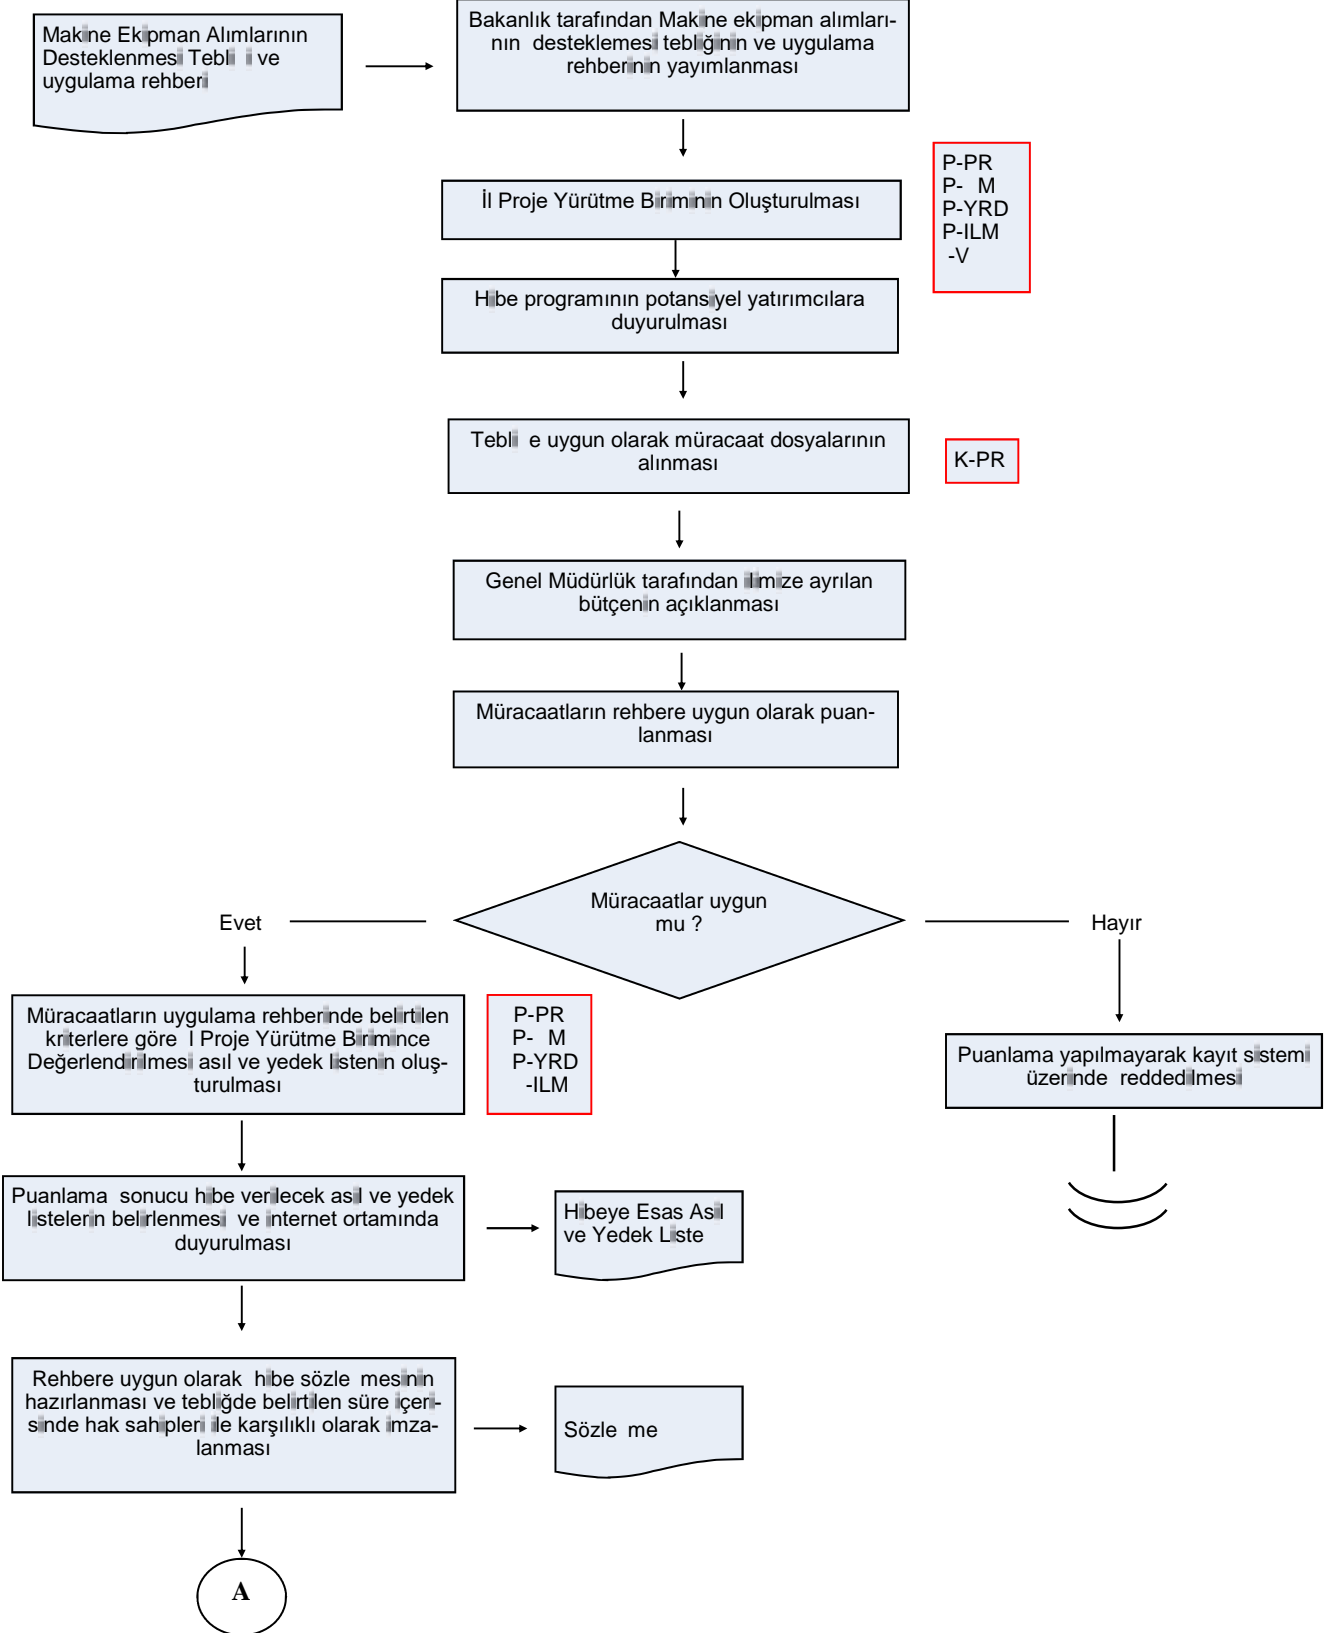 Makine Ekipman Alımlarının
Desteklenmesi ve
uygulama rehberi
Bakanlık tarafından Makine ekipman alımları-
nın desteklemesi tebliğinin ve uygulama
rehberinin yayımlanması
P-PR
P- M
P-YRD
P-ILM
-V
İl Proje Yürütme Biriminin Oluşturulması
Hibe programının potansiyel yatırımcılara
duyurulması
e uygun olarak müracaat dosyalarının
alınması
K-PR
Genel Müdürlük tarafından ilimize ayrılan
bütçenin açıklanması
Müracaatların rehbere uygun olarak puan-
lanması
Müracaatlar uygun
mu ?
Evet
Hayır
Müracaatların uygulama rehberinde belirtilen
kriterlere göre l Proje Yürütme Birimince
Değerlendirilmesi asıl ve yedek listenin oluş-
turulması
P-PR
P- M
P-YRD
-ILM
Puanlama yapılmayarak kayıt sistemi
üzerinde reddedilmesi
Puanlama sonucu hibe verilecek asil ve yedek
listelerin belirlenmesi ve internet ortamında
duyurulması
Hibeye Esas Asil
ve Yedek Liste
Rehbere uygun olarak hibe sözle mesinin
hazırlanması ve tebliğde belirtilen süre içeri-
sinde hak sahipleri ile karşılıklı olarak imza-
lanması
Sözle me
A